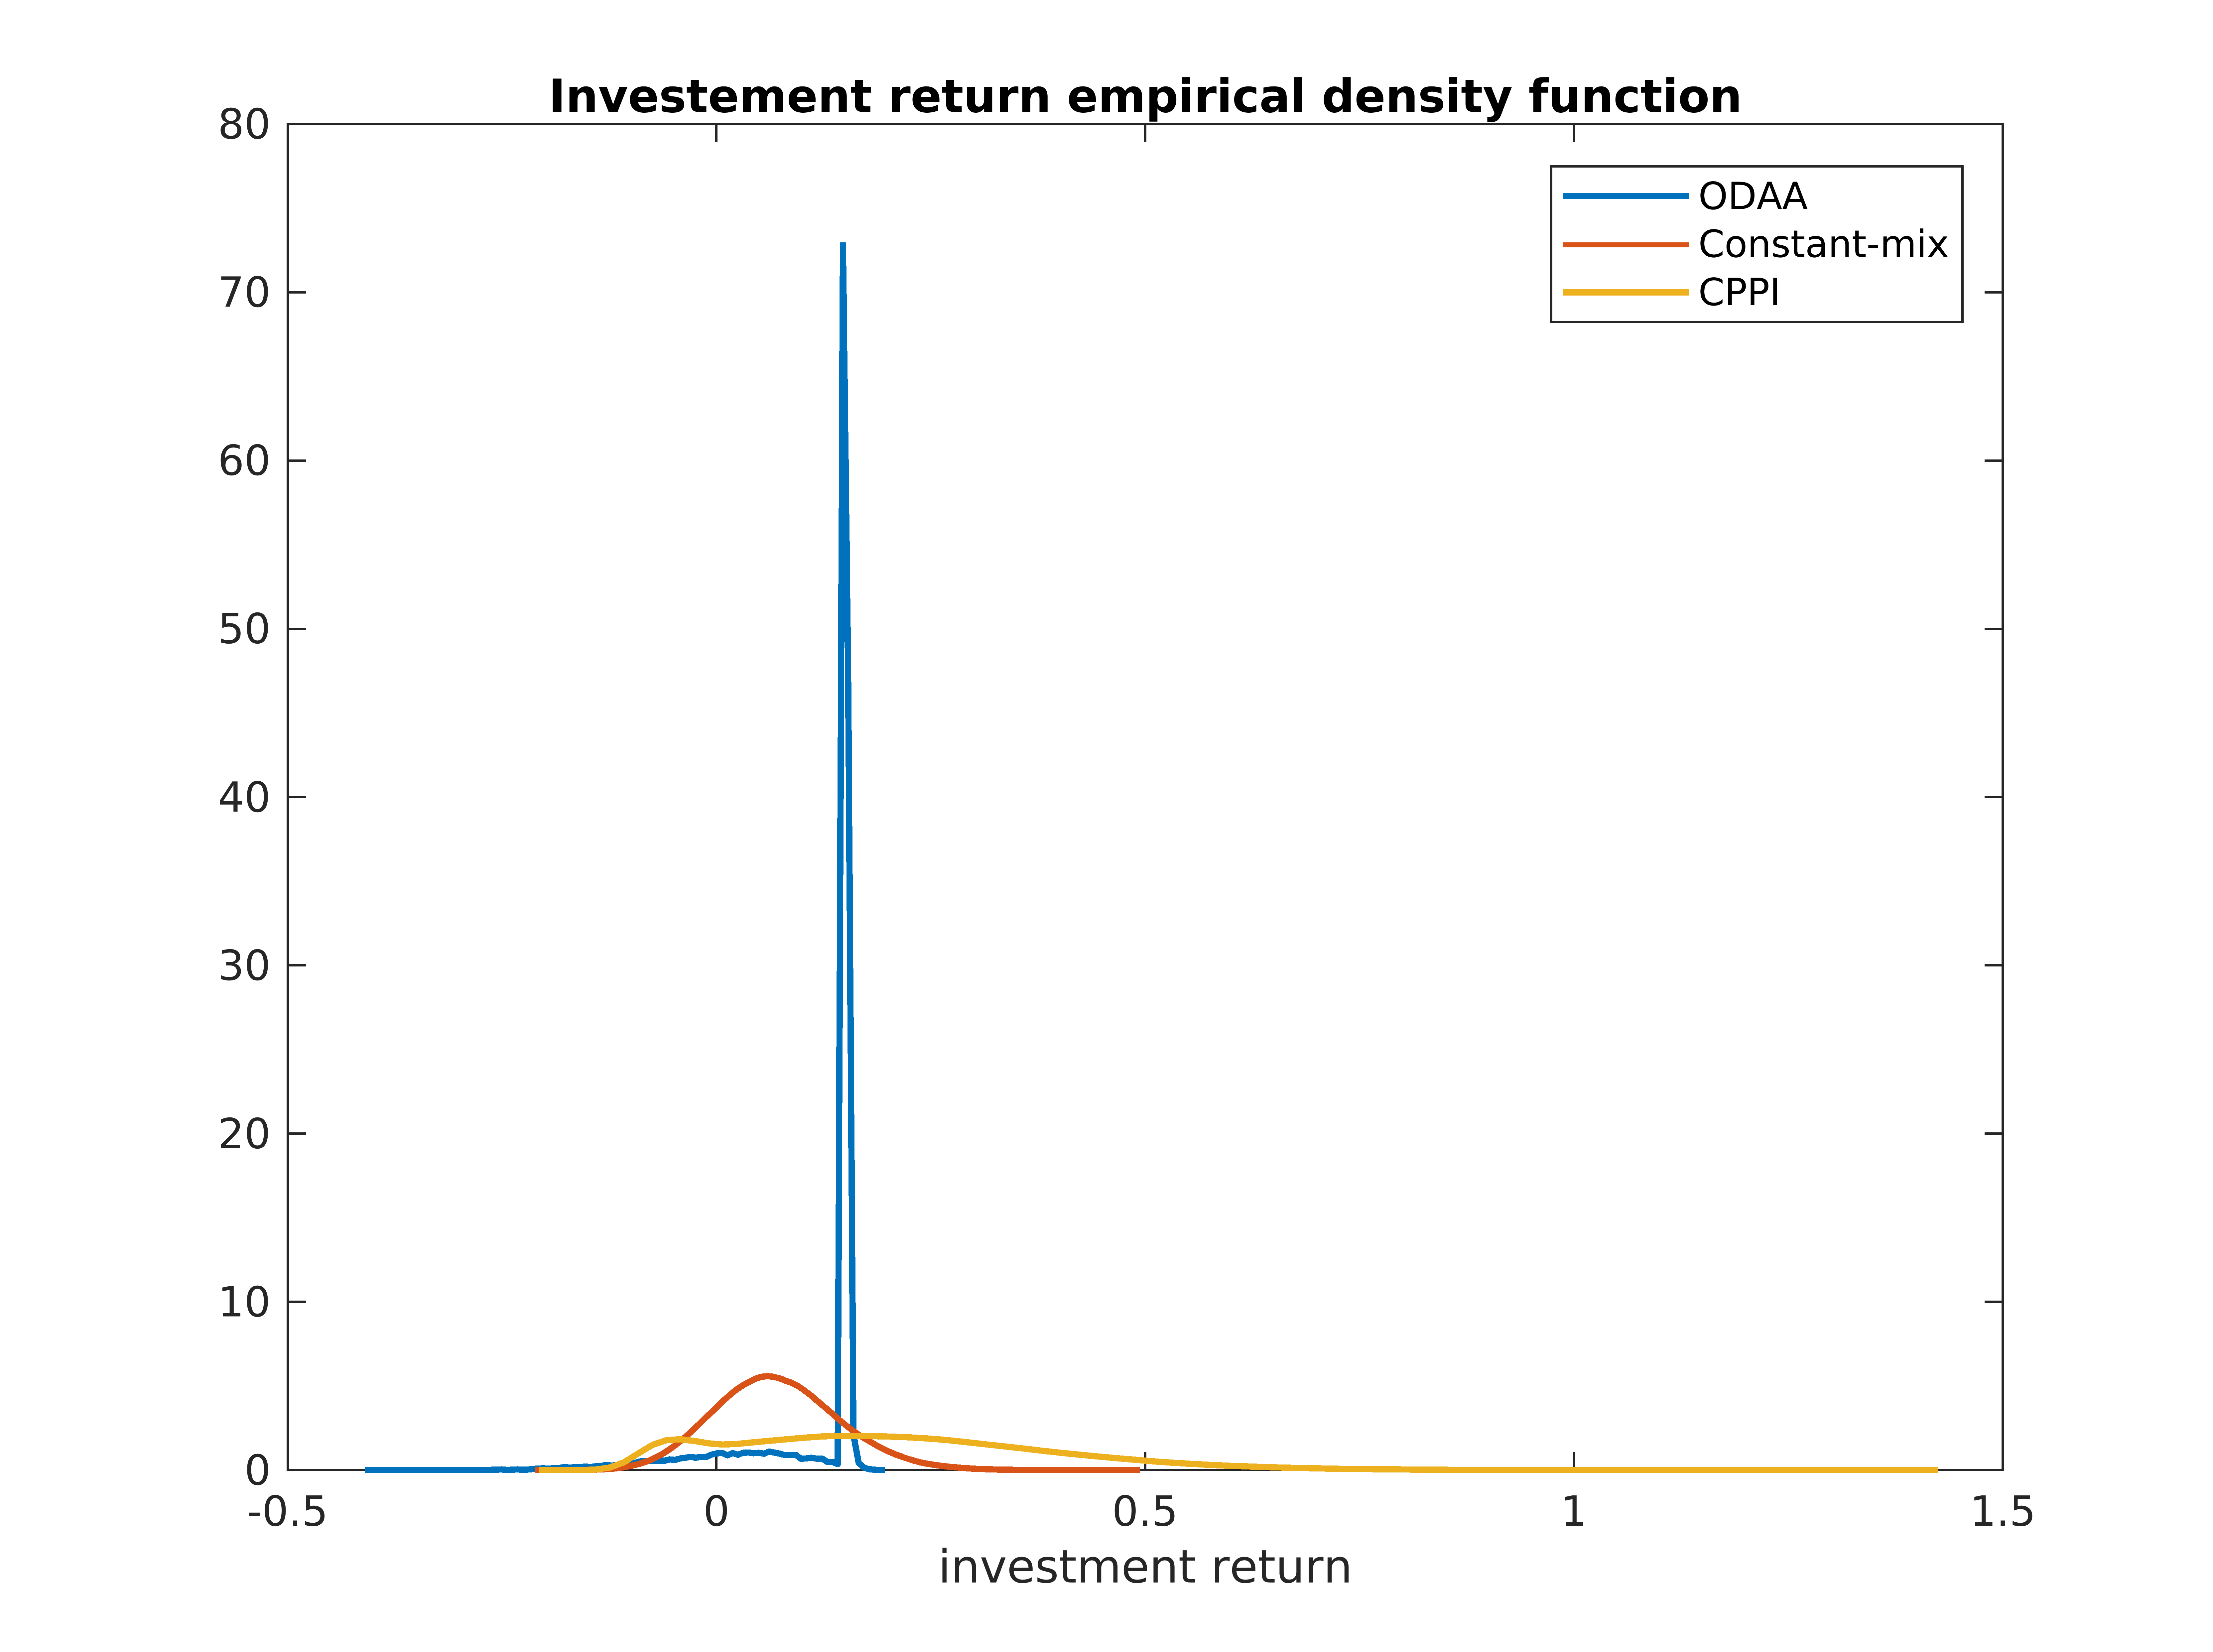 Investement return empirical density function
80
70
60
50
40
30
20
10
0
ODAA
Constant-mix
CPPI
-0.5
0
0.5
1
1.5
investment return